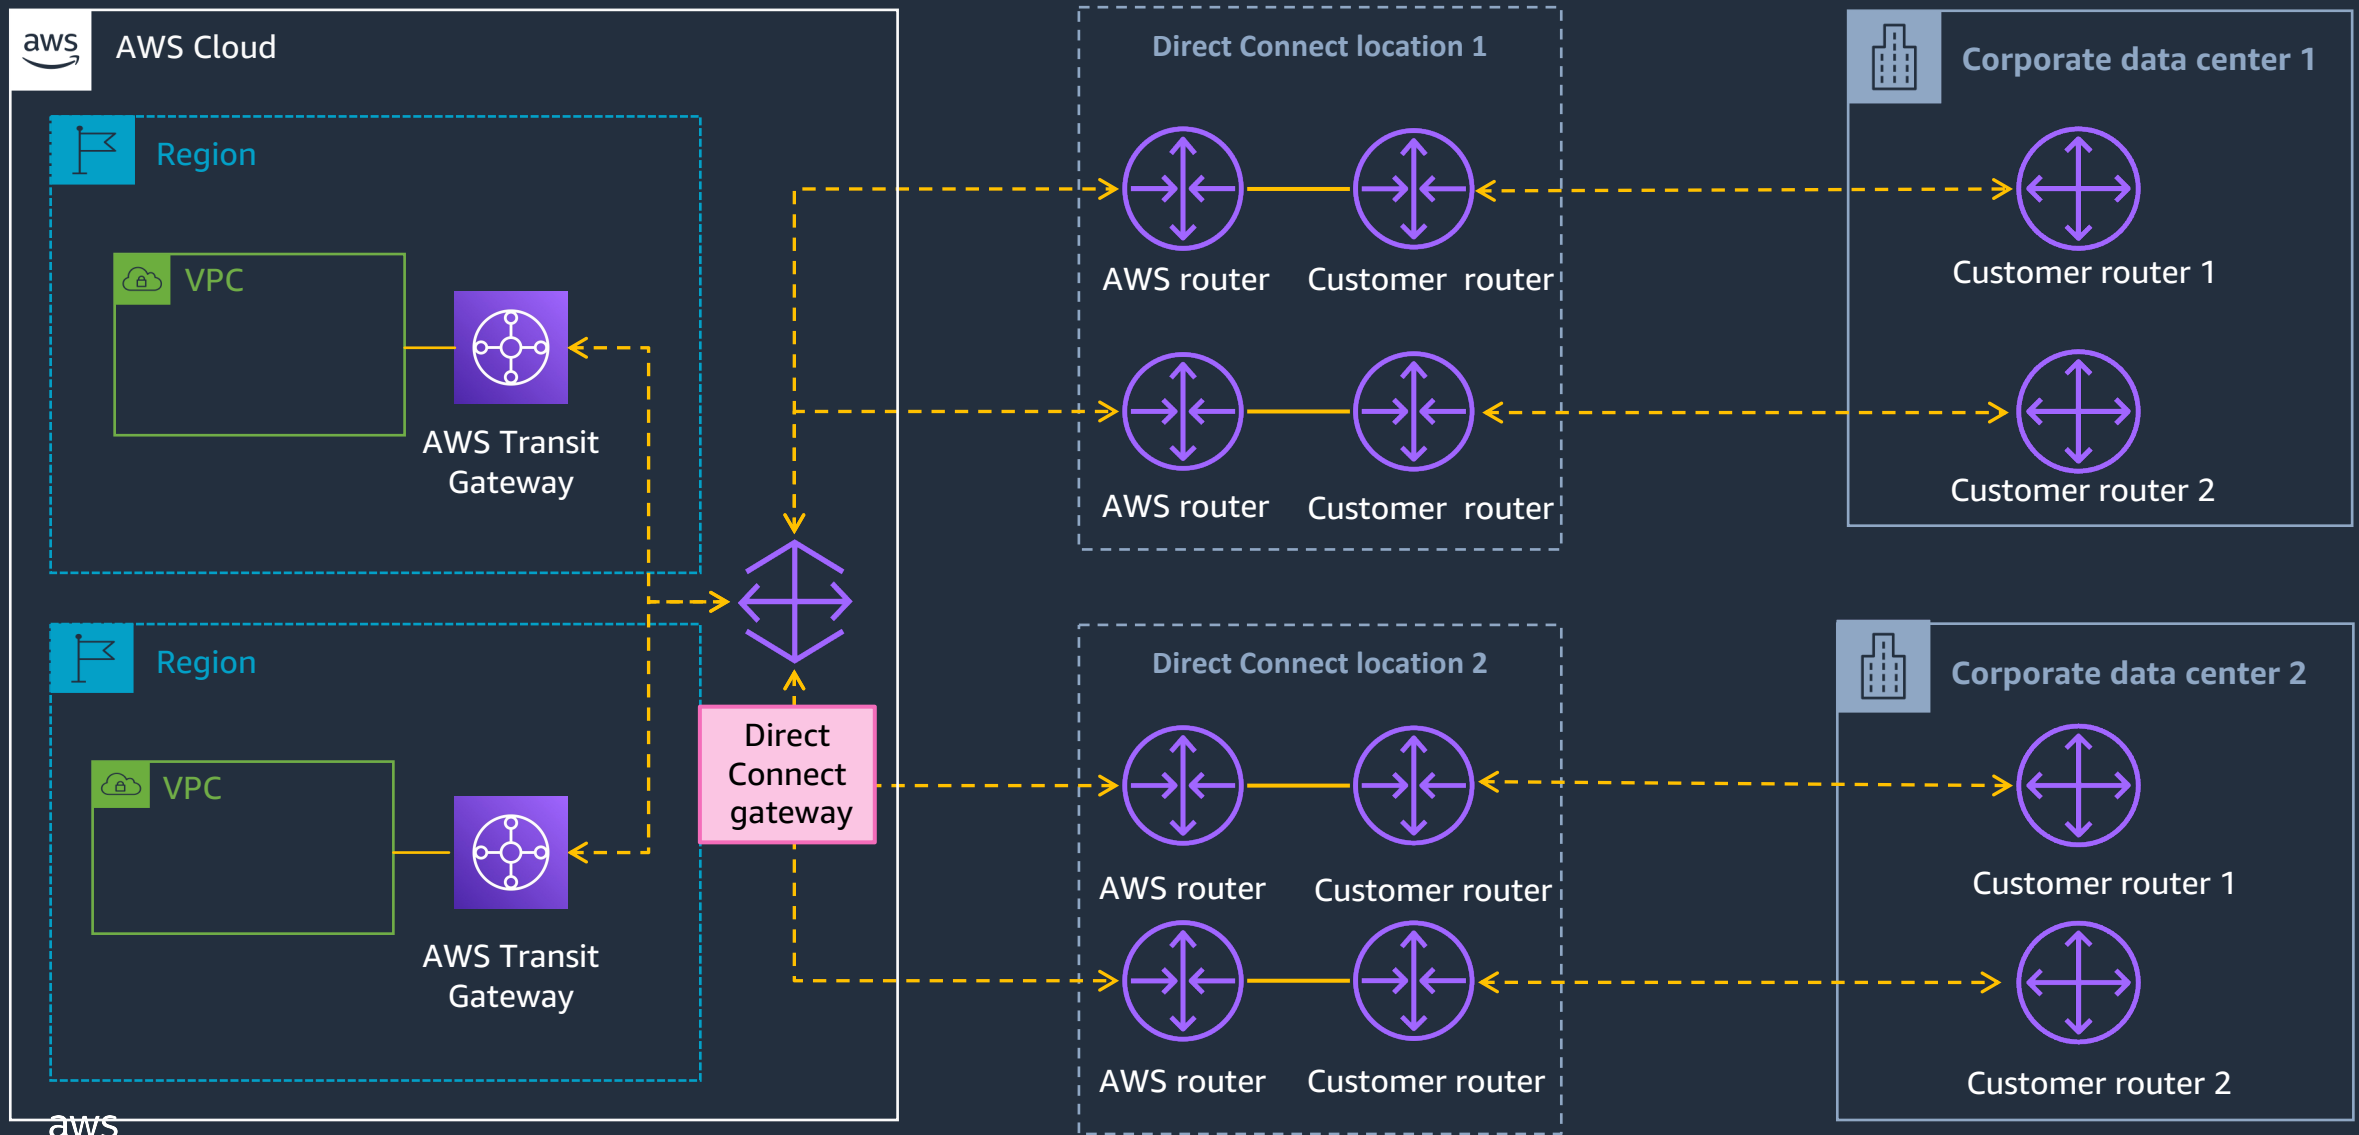 aws
AWS Cloud
Region
VPC
AWS Transit
Gateway
Region
VPC
AWS Transit
Gateway
Direct
Connect
gateway
aws
Direct Connect location 1
AWS router
Customer router
AWS router
Customer router
Direct Connect location 2
AWS router
Customer router
AWS router
Customer router
Corporate data center 1
Customer router 1
Customer router 2
Corporate data center 2
Customer router 1
Customer router 2